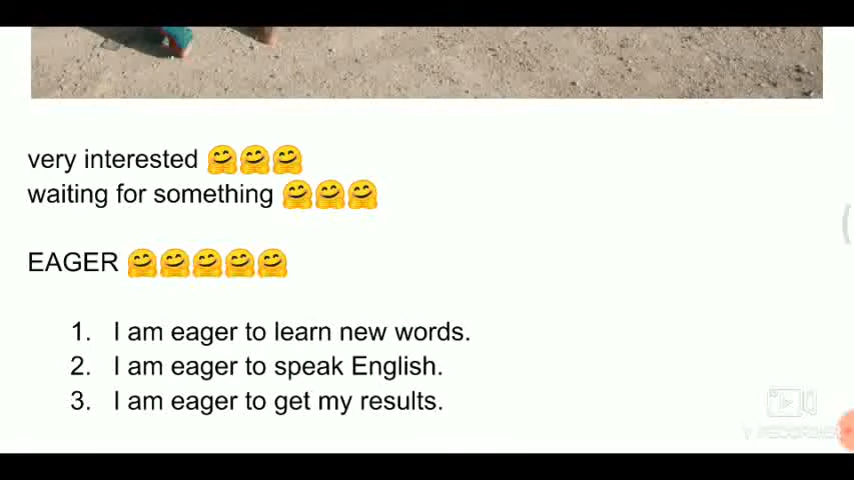 very interested 🤗🤗🤗
waiting for something 🤗🤗🤗
EAGER 🤗🤗🤗🤗🤗
1. I am eager to learn new words.
2. I am eager to speak English.
3. I am eager to get my results.